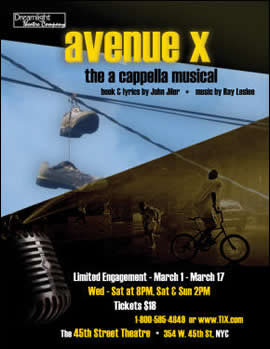 Dreamlight
Theatre Company
avenue x
the a cappella musical
book & lyrics by John Jiler • music by Ray Leslee
Limited Engagement - March 1 - March 17
Wed - Sat at 8PM, Sat & Sun 2PM
Tickets $18
1-800-595-4849 or www.TIX.com
The 45th Street Theatre • 354 W. 45th St, NYC